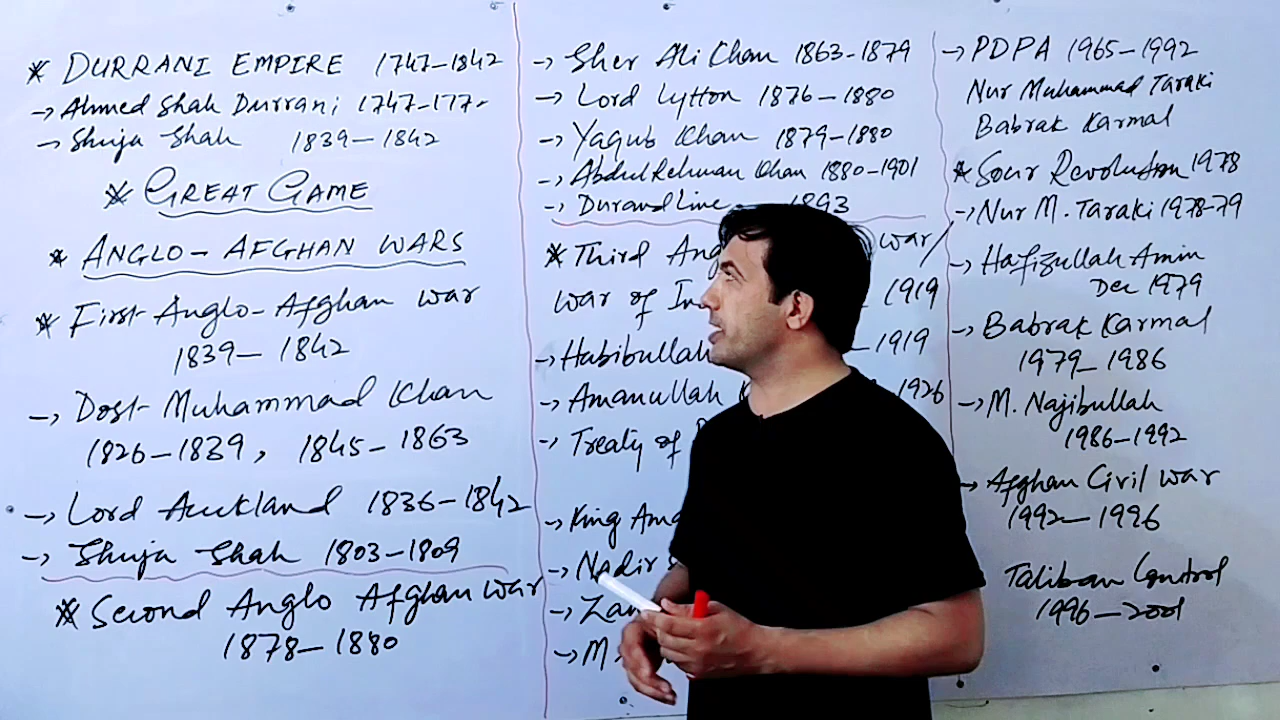 * DURRANI EMPIRE 1747-1842
→ Ahmed Shah Durrani 1747-177
→ Shuja Shah 1839-1842
* GREAT GAME
* ANGLO-AFGHAN WARS
* First Anglo-Afghan war
1839-1842
→ Dost Muhammad Khan
1826-1839, 1845-1863
→ Lord Auckland 1836-1842
→ Shuja Shah 1803-1809
* Second Anglo Afghan war
1878-1880
→ Sher Ali Khan 1863-1879
→ Lord Lytton 1876-1880
→ Yaqub Khan 1879-1880
→ Abdul Rehman Khan 1880-1901
→ Durand Line 1893
* Third Ang war/
war of In 1919
→ Habibullah -1919
→ Amanullah K 1926
→ Treaty of
→ King Ama
→ Nadir S
→ Zah
→ M.
→ PDPA 1965-1992
Nur Muhammad Taraki
Babrak Karmal
* Sour Revolution 1978
→ Nur M. Taraki 1978-79
→ Hafizullah Amin
Dec 1979
→ Babrak Karmal
1979-1986
→ M. Najibullah
1986-1992
→ Afghan Civil war
1992-1996
Taliban Control
1996-2001